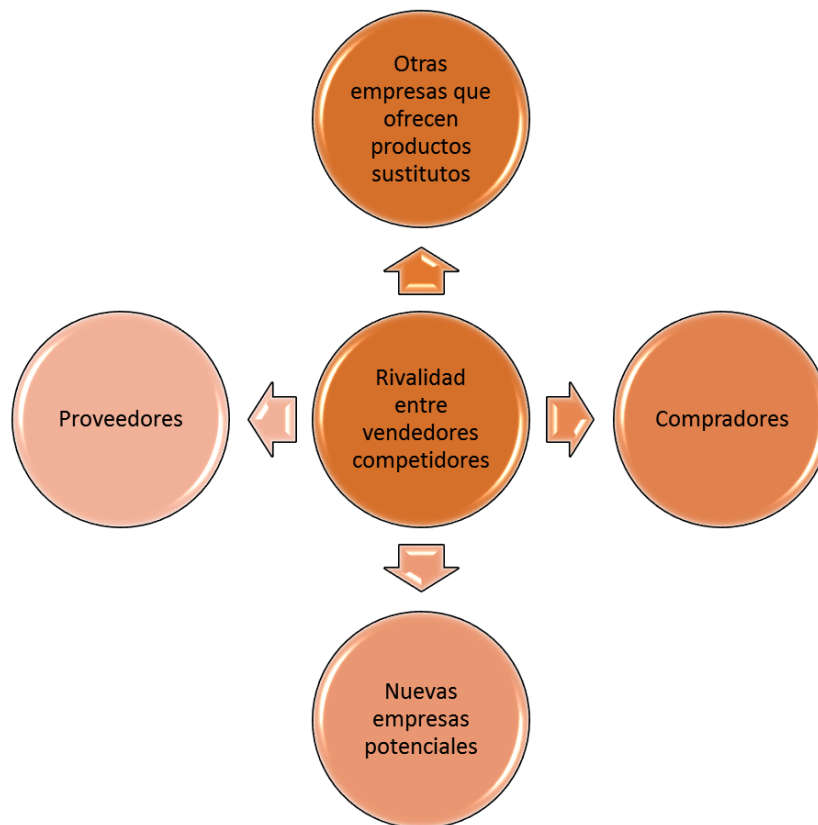 Otras
empresas que
ofrecen
productos
sustitutos
Proveedores
Rivalidad
entre
vendedores
competidores
Compradores
Nuevas
empresas
potenciales